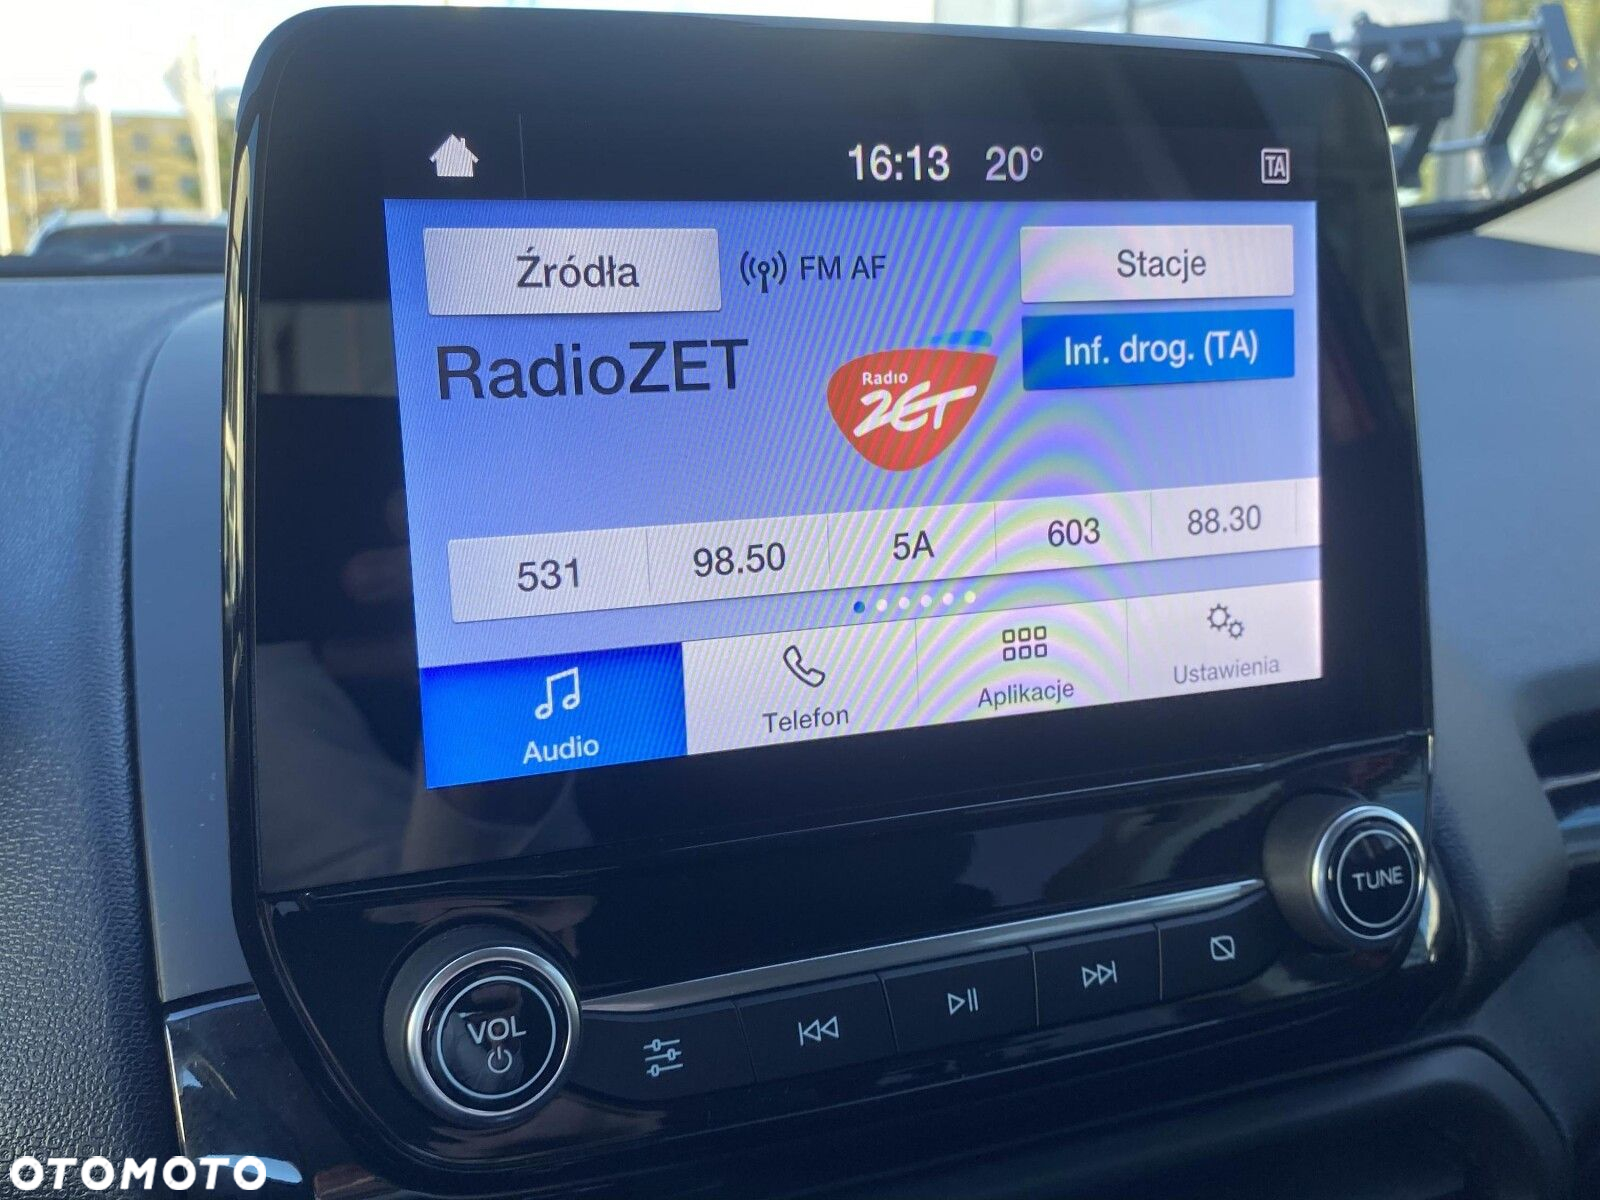 16:13 20°
TA
Źródła
FM AF
Stacje
RadioZET
Radio
ZET
Inf. drog. (TA)
531 98.50 5A 603 88.30
Audio
Telefon
Aplikacje
Ustawienia
VOL
TUNE
OTOMOTO